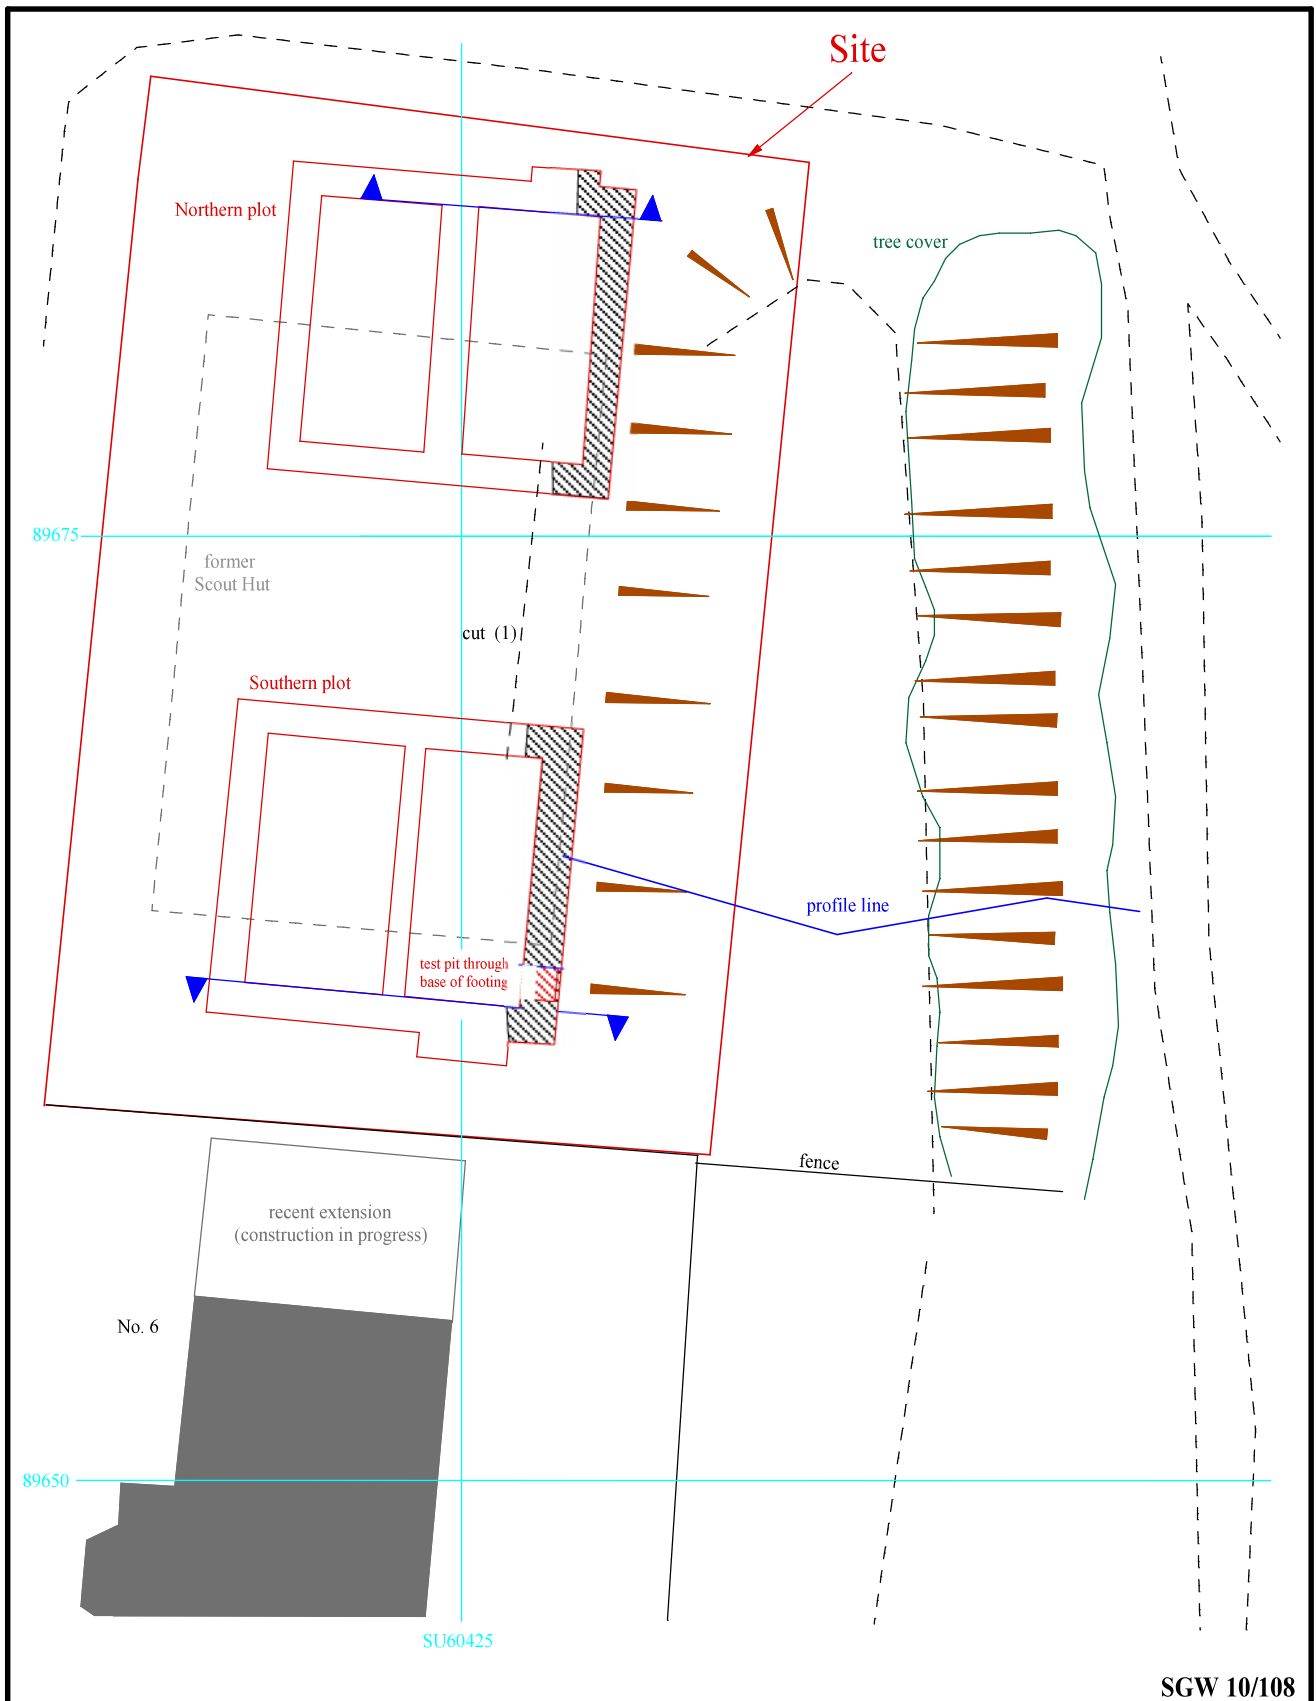 Site
Northern plot
tree cover
89675
former
Scout Hut
cut (1)
Southern plot
profile line
test pit through
base of footing
fence
recent extension
(construction in progress)
No. 6
89650
SU60425
SGW 10/108